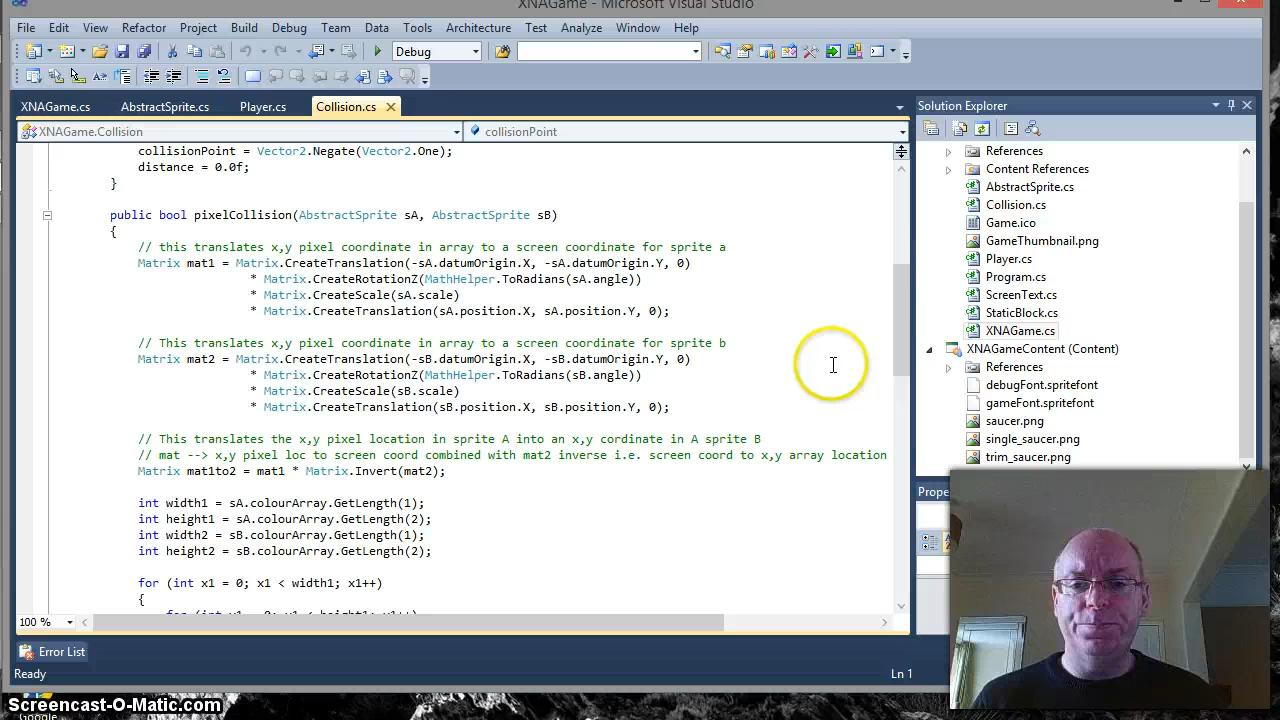 XNAGame - Microsoft Visual Studio
File Edit View Refactor Project Build Debug Team Data Tools Architecture Test Analyze Window Help
Debug
XNAGame.cs AbstractSprite.cs Player.cs Collision.cs
XNAGame.Collision collisionPoint
collisionPoint = Vector2.Negate(Vector2.One);
distance = 0.0f;
}
public bool pixelCollision(AbstractSprite sA, AbstractSprite sB)
{
// this translates x,y pixel coordinate in array to a screen coordinate for sprite a
Matrix mat1 = Matrix.CreateTranslation(-sA.datumOrigin.X, -sA.datumOrigin.Y, 0)
* Matrix.CreateRotationZ(MathHelper.ToRadians(sA.angle))
* Matrix.CreateScale(sA.scale)
* Matrix.CreateTranslation(sA.position.X, sA.position.Y, 0);
// This translates x,y pixel coordinate in array to a screen coordinate for sprite b
Matrix mat2 = Matrix.CreateTranslation(-sB.datumOrigin.X, -sB.datumOrigin.Y, 0)
* Matrix.CreateRotationZ(MathHelper.ToRadians(sB.angle))
* Matrix.CreateScale(sB.scale)
* Matrix.CreateTranslation(sB.position.X, sB.position.Y, 0);
// This translates the x,y pixel location in sprite A into an x,y cordinate in A sprite B
// mat --> x,y pixel loc to screen coord combined with mat2 inverse i.e. screen coord to x,y array location
Matrix mat1to2 = mat1 * Matrix.Invert(mat2);
int width1 = sA.colourArray.GetLength(1);
int height1 = sA.colourArray.GetLength(2);
int width2 = sB.colourArray.GetLength(1);
int height2 = sB.colourArray.GetLength(2);
for (int x1 = 0; x1 < width1; x1++)
{
for (int y1 = 0; y1 < height1; y1++)
100 %
Error List
Ready Ln 1
Solution Explorer
References
Content References
AbstractSprite.cs
Collision.cs
Game.ico
GameThumbnail.png
Player.cs
Program.cs
ScreenText.cs
StaticBlock.cs
XNAGame.cs
XNAGameContent (Content)
References
debugFont.spritefont
gameFont.spritefont
saucer.png
single_saucer.png
trim_saucer.png
Prope
Screencast-O-Matic.com
Google